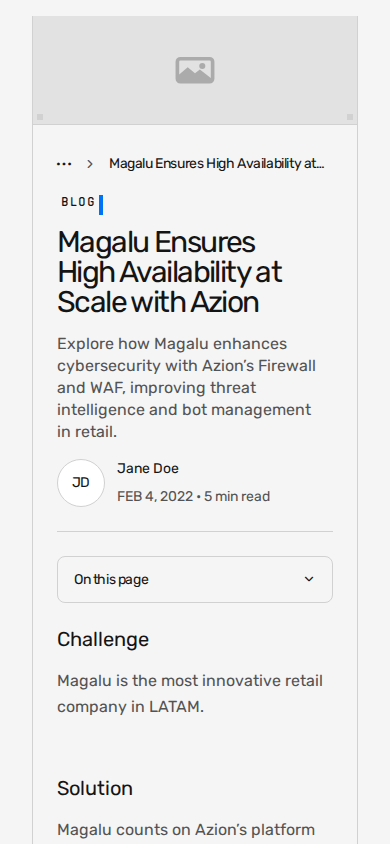 ... > Magalu Ensures High Availability at...
BLOG
Magalu Ensures
High Availability at
Scale with Azion
Explore how Magalu enhances
cybersecurity with Azion’s Firewall
and WAF, improving threat
intelligence and bot management
in retail.
JD
Jane Doe
FEB 4, 2022 • 5 min read
On this page
Challenge
Magalu is the most innovative retail
company in LATAM.
Solution
Magalu counts on Azion’s platform